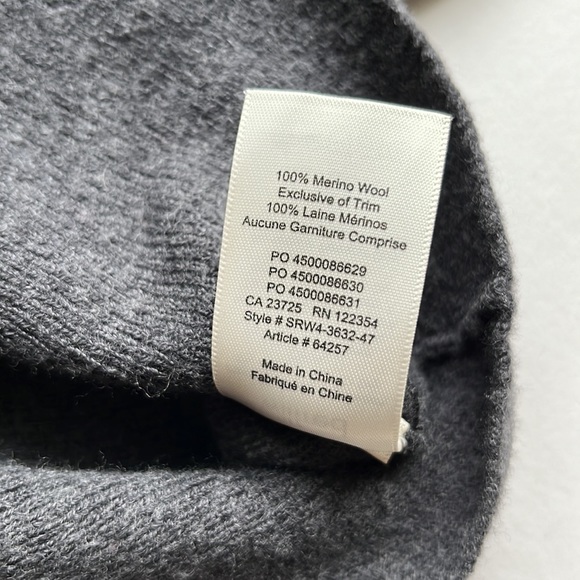 100% Merino Wool
Exclusive of Trim
100% Laine Mérinos
Aucune Garniture Comprise
PO 4500086629
PO 4500086630
PO 4500086631
CA 23725 RN 122354
Style # SRW4-3632-47
Article # 64257
Made in China
Fabriqué en Chine